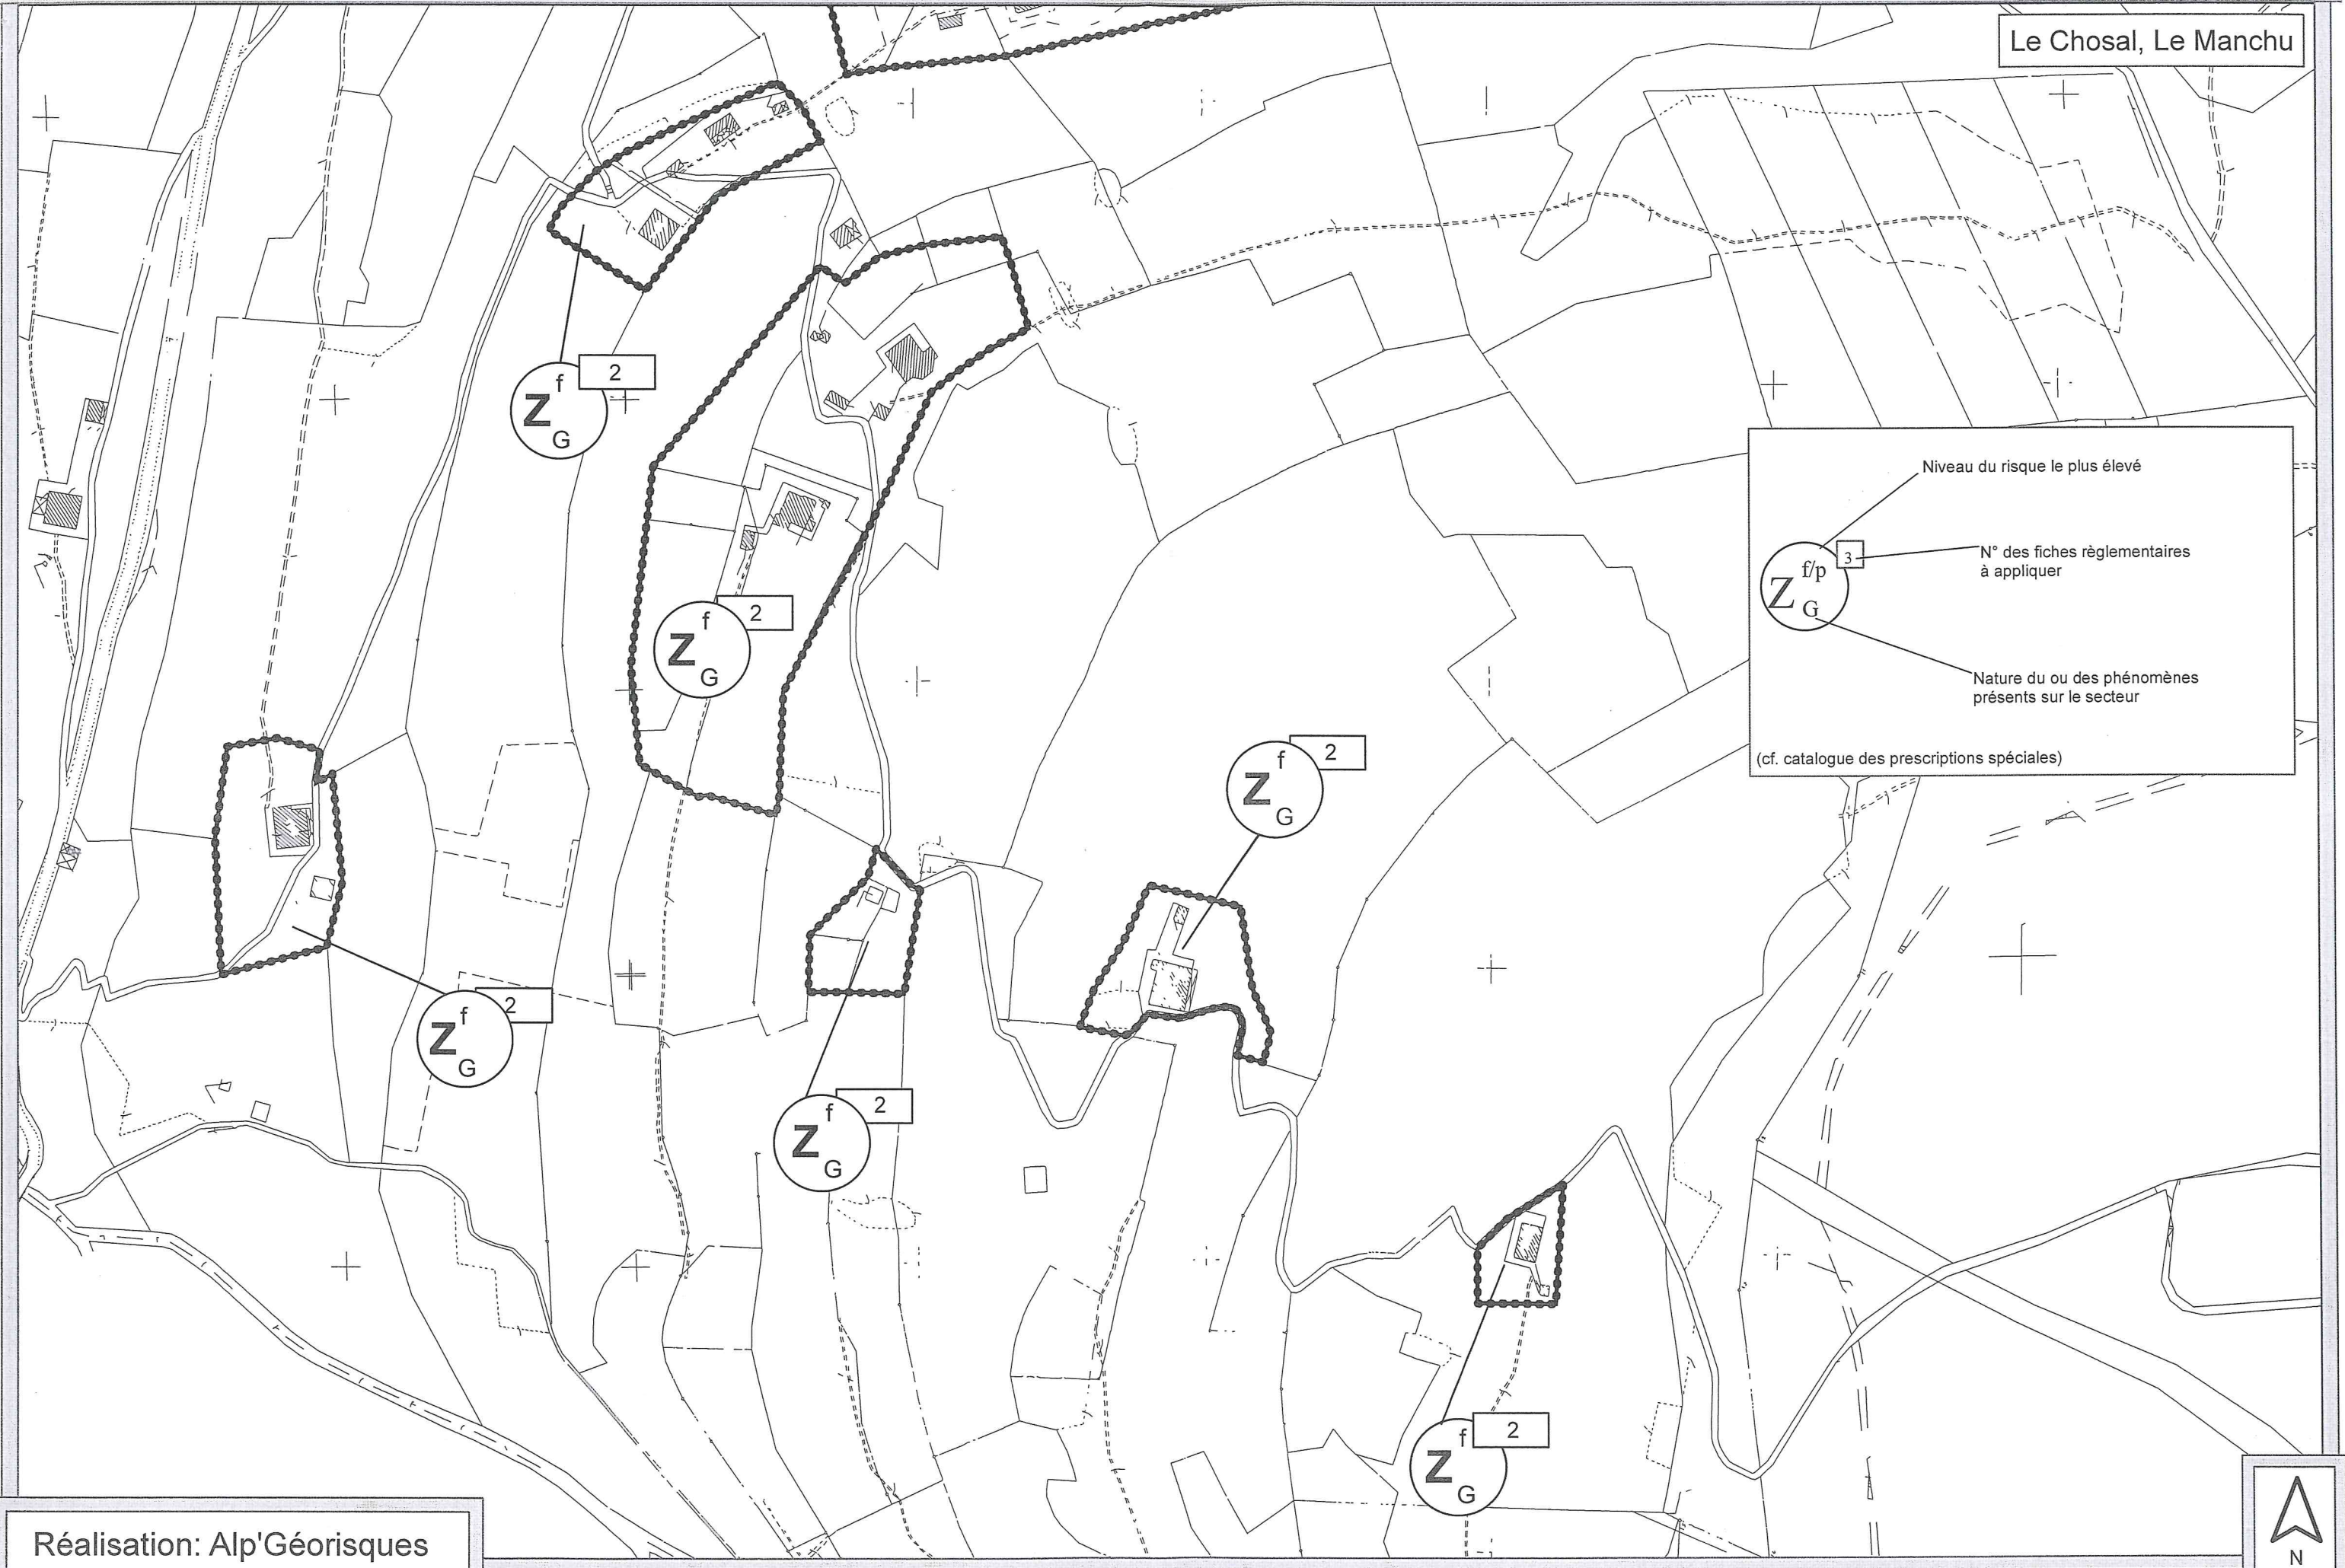 Le Chosal, Le Manchu
Z f G 2
Z f G 2
Niveau du risque le plus élevé
Z f/p G 3
N° des fiches règlementaires
à appliquer
Nature du ou des phénomènes
présents sur le secteur
(cf. catalogue des prescriptions spéciales)
Z f G 2
Z f G 2
Z f G 2
Z f G 2
Réalisation: Alp'Géorisques
N